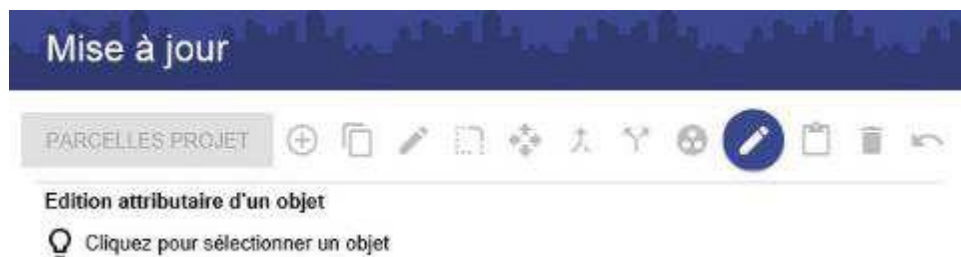 Mise à jour
PARCELLES PROJET
Edition attributaire d'un objet
Cliquez pour sélectionner un objet